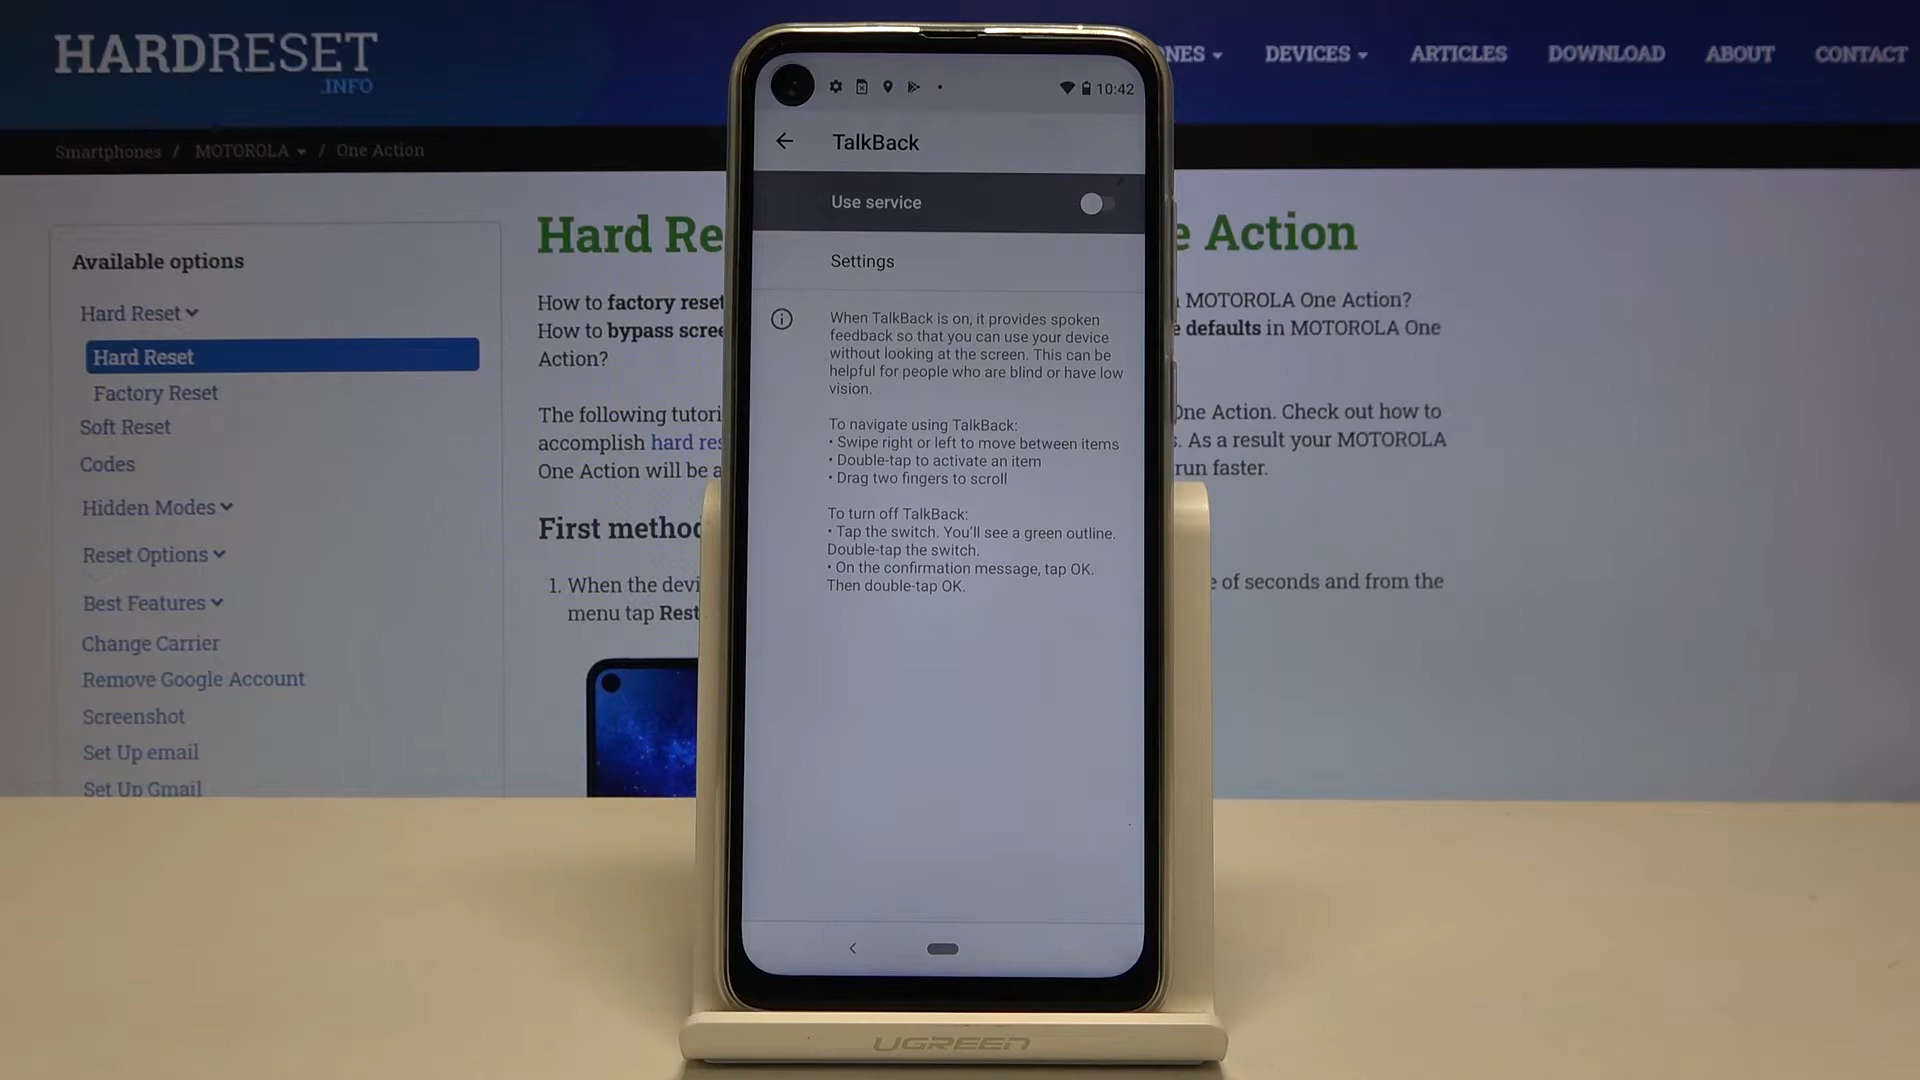 HARDRESET
.INFO
NES
DEVICES
ARTICLES
DOWNLOAD
ABOUT
CONTACT
Smartphones / MOTOROLA / One Action
Available options
Hard Reset
Hard Reset
Factory Reset
Soft Reset
Codes
Hidden Modes
Reset Options
Best Features
Change Carrier
Remove Google Account
Screenshot
Set Up email
Set Up Gmail
Hard Re
e Action
How to factory reset
MOTOROLA One Action?
How to bypass scree
e defaults in MOTOROLA One
Action?
The following tutori
One Action. Check out how to
accomplish hard res
. As a result your MOTOROLA
One Action will be a
run faster.
First method
1. When the devi
e of seconds and from the
menu tap Rest
10:42
TalkBack
Use service
Settings
When TalkBack is on, it provides spoken
feedback so that you can use your device
without looking at the screen. This can be
helpful for people who are blind or have low
vision.
To navigate using TalkBack:
• Swipe right or left to move between items
• Double-tap to activate an item
• Drag two fingers to scroll
To turn off TalkBack:
• Tap the switch. You'll see a green outline.
Double-tap the switch.
• On the confirmation message, tap OK.
Then double-tap OK.
UGREEN